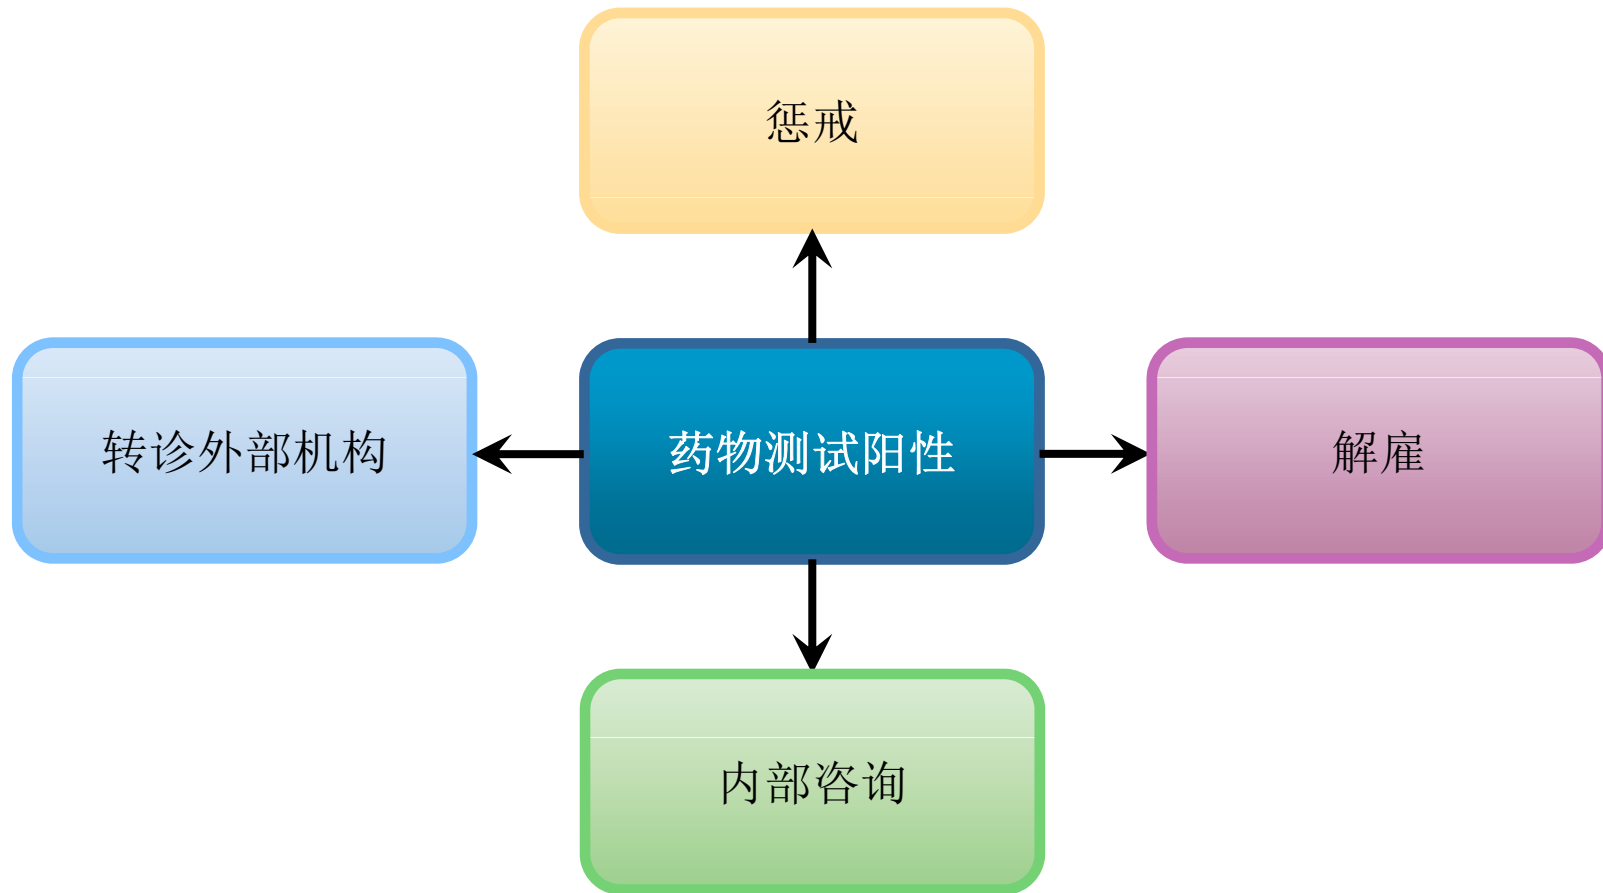 惩戒
转诊外部机构
药物测试阳性
解雇
内部咨询